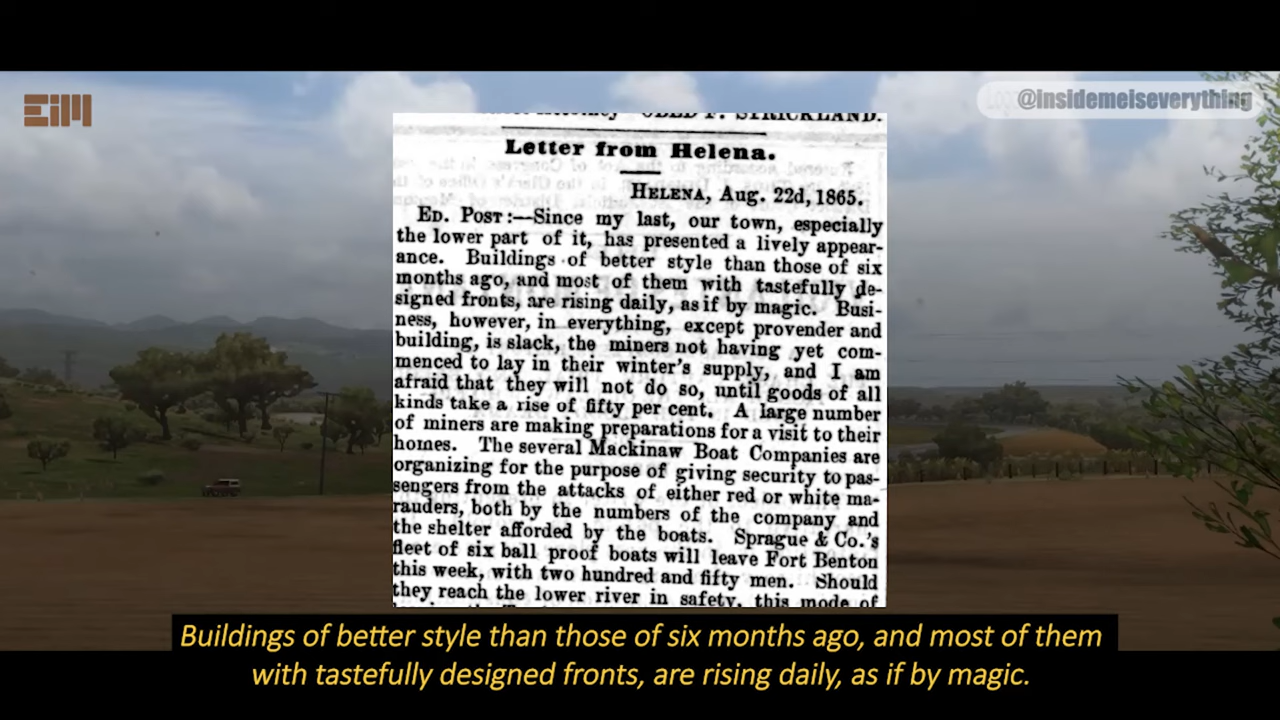 EIM
@insidemeiseverything
OBED F. STRICKLAND.
Letter from Helena.
HELENA, Aug. 22d, 1865.
ED. POST:—Since my last, our town, especially
the lower part of it, has presented a lively appear-
ance. Buildings of better style than those of six
months ago, and most of them with tastefully de-
signed fronts, are rising daily, as if by magic. Busi-
ness, however, in everything, except provender and
building, is slack, the miners not having yet com-
menced to lay in their winter's supply, and I am
afraid that they will not do so, until goods of all
kinds take a rise of fifty per cent. A large number
of miners are making preparations for a visit to their
homes. The several Mackinaw Boat Companies are
organizing for the purpose of giving security to pas-
sengers from the attacks of either red or white ma-
rauders, both by the numbers of the company and
the shelter afforded by the boats. Sprague & Co.'s
fleet of six ball proof boats will leave Fort Benton
this week, with two hundred and fifty men. Should
they reach the lower river in safety, this mode of
Buildings of better style than those of six months ago, and most of them
with tastefully designed fronts, are rising daily, as if by magic.